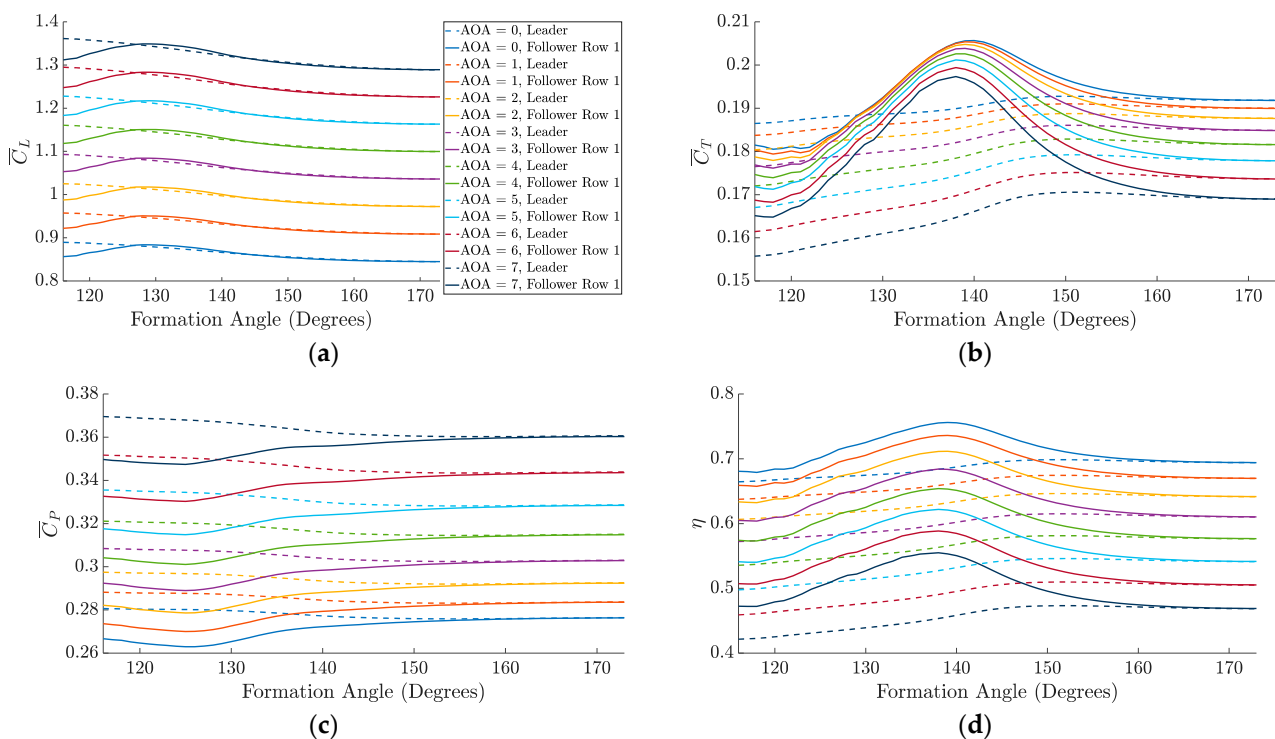 1.4
1.3
1.2
1.1
1
0.9
0.8
C̅_L
120 130 140 150 160 170
Formation Angle (Degrees)
(a)
AOA = 0, Leader
AOA = 0, Follower Row 1
AOA = 1, Leader
AOA = 1, Follower Row 1
AOA = 2, Leader
AOA = 2, Follower Row 1
AOA = 3, Leader
AOA = 3, Follower Row 1
AOA = 4, Leader
AOA = 4, Follower Row 1
AOA = 5, Leader
AOA = 5, Follower Row 1
AOA = 6, Leader
AOA = 6, Follower Row 1
AOA = 7, Leader
AOA = 7, Follower Row 1
0.21
0.2
0.19
0.18
0.17
0.16
0.15
C̅_T
120 130 140 150 160 170
Formation Angle (Degrees)
(b)
0.38
0.36
0.34
0.32
0.3
0.28
0.26
C̅_P
120 130 140 150 160 170
Formation Angle (Degrees)
(c)
0.8
0.7
0.6
0.5
0.4
η
120 130 140 150 160 170
Formation Angle (Degrees)
(d)